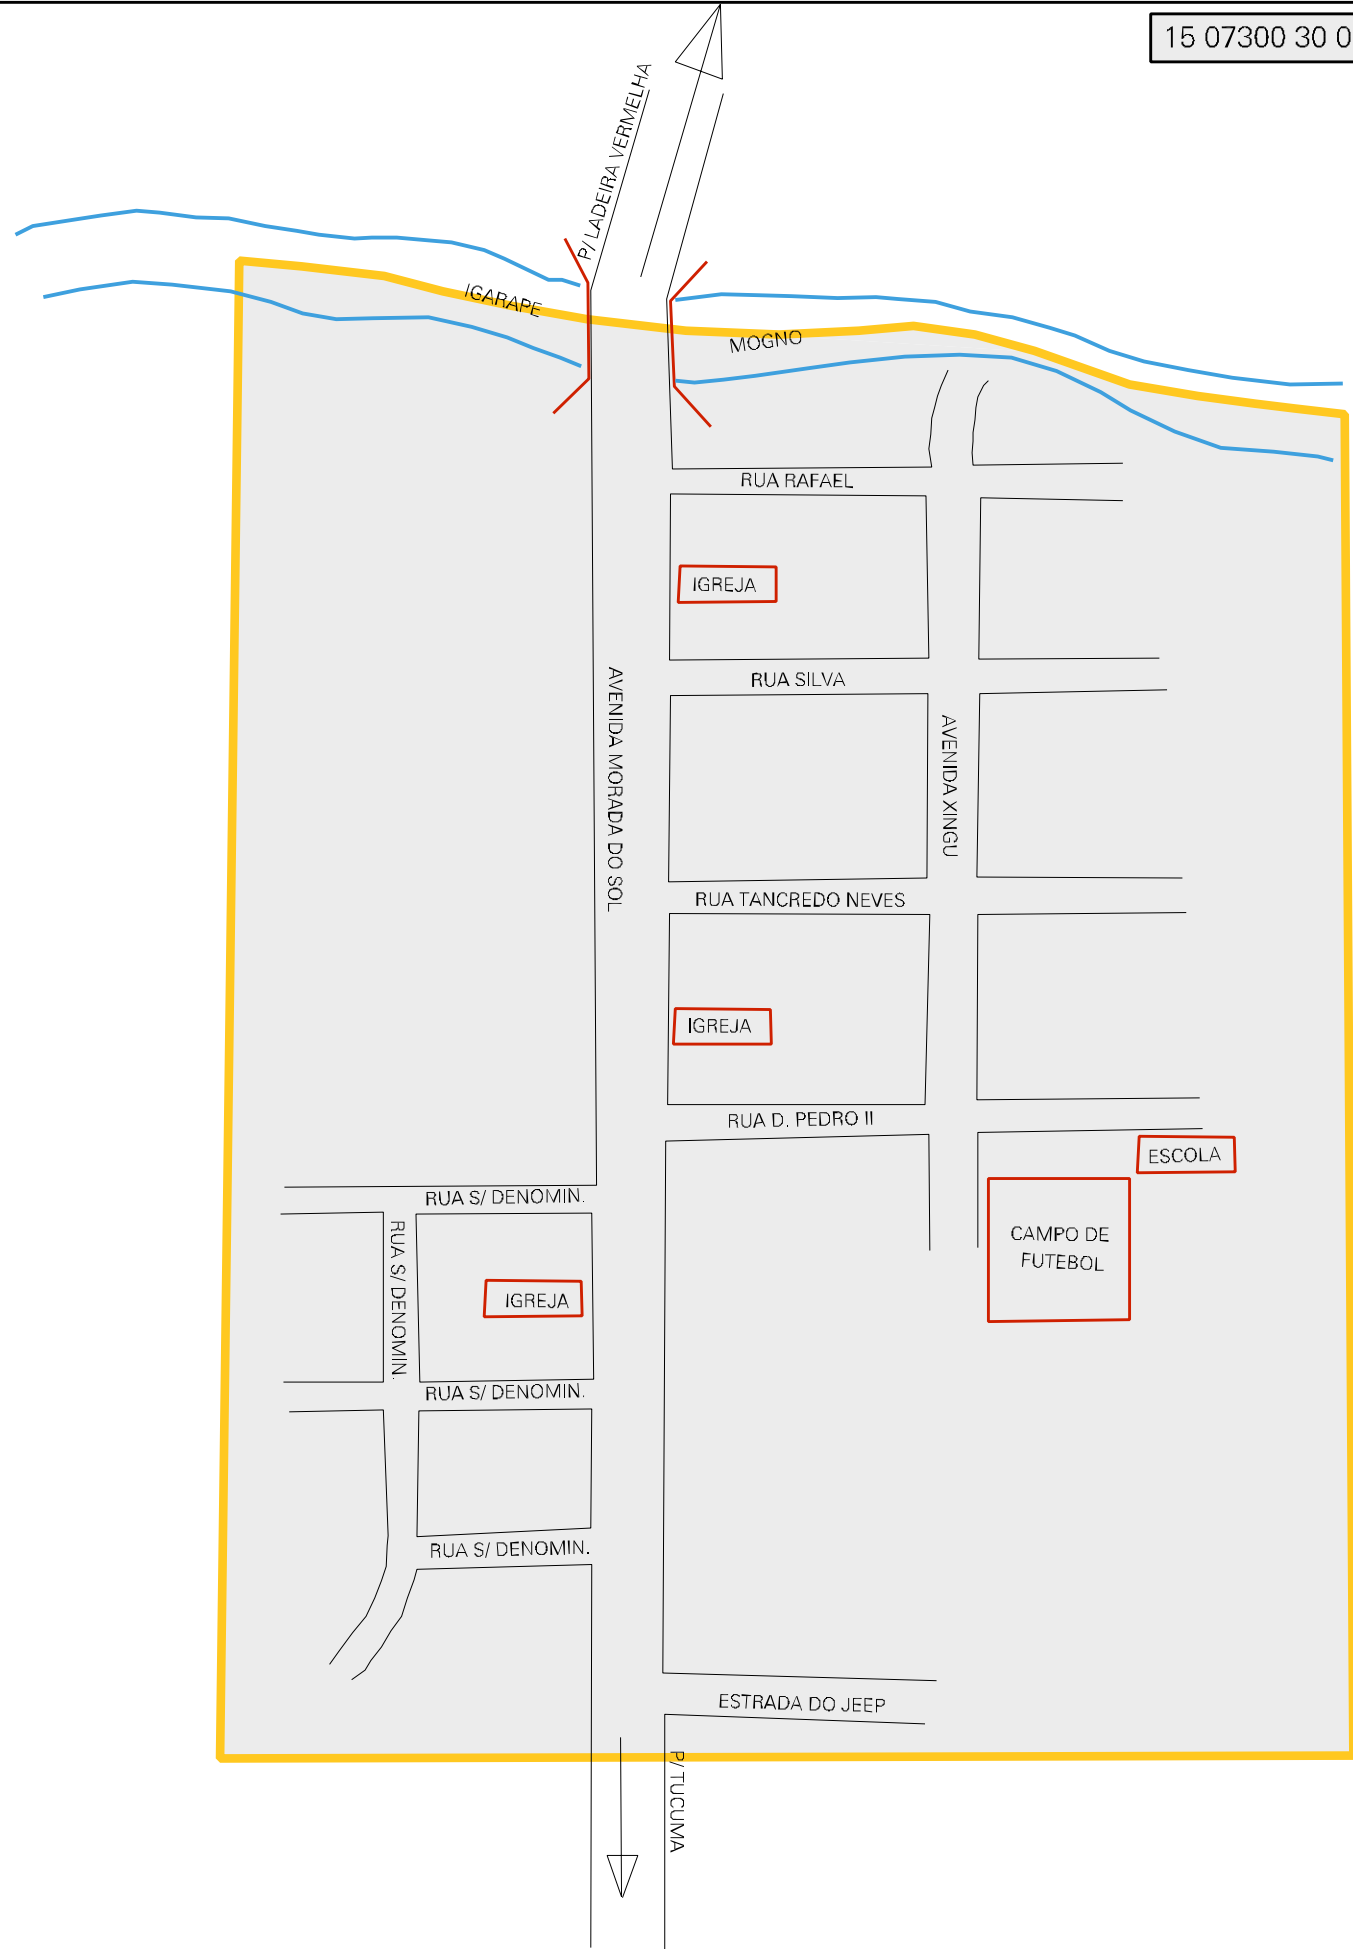 15 07300 30 0
P/ LADEIRA VERMELHA
IGARAPE
MOGNO
RUA RAFAEL
IGREJA
RUA SILVA
AVENIDA MORADA DO SOL
AVENIDA XINGU
RUA TANCREDO NEVES
IGREJA
RUA D. PEDRO II
ESCOLA
RUA S/ DENOMIN.
RUA S/ DENOMIN.
CAMPO DE
FUTEBOL
IGREJA
RUA S/ DENOMIN.
RUA S/ DENOMIN.
ESTRADA DO JEEP
P/ TUCUMA